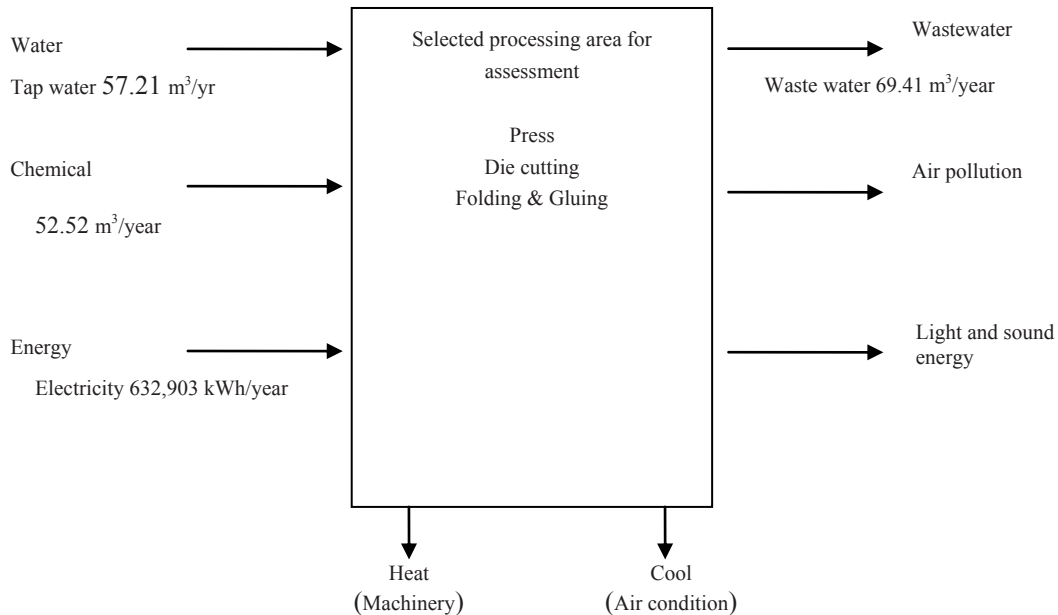 Water
Tap water 57.21 m³/yr
Chemical
52.52 m³/year
Energy
Electricity 632,903 kWh/year
Selected processing area for
assessment
Press
Die cutting
Folding & Gluing
Wastewater
Waste water 69.41 m³/year
Air pollution
Light and sound
energy
Heat
(Machinery)
Cool
(Air condition)